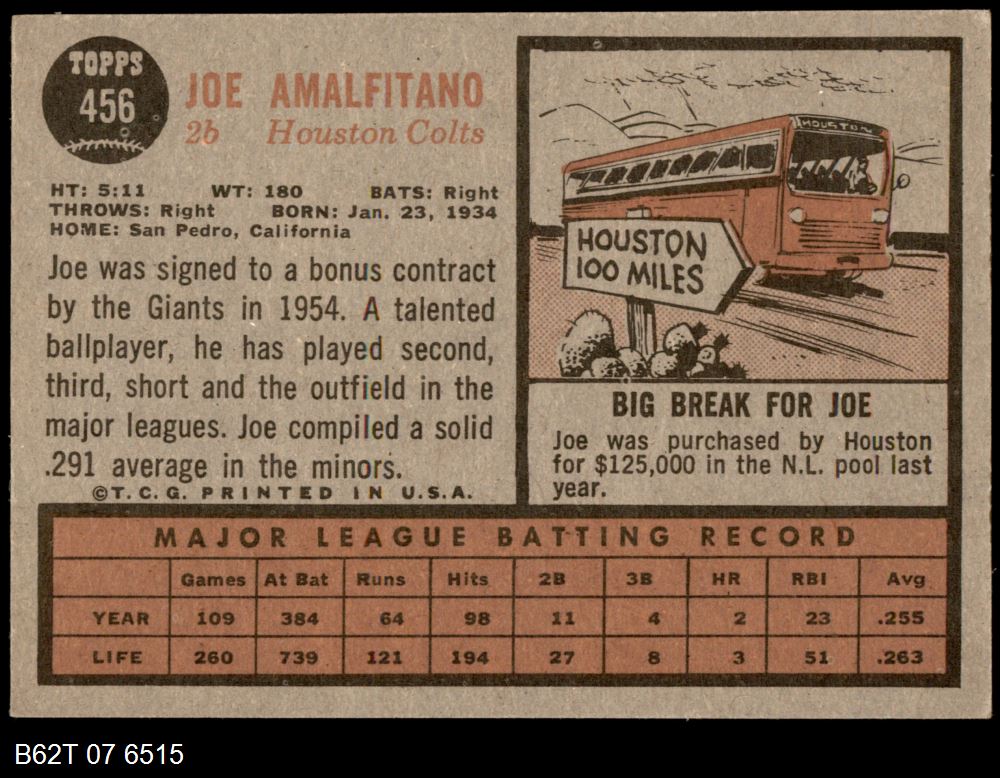 TOPPS
456
JOE AMALFITANO
2b Houston Colts
HT: 5:11 WT: 180 BATS: Right
THROWS: Right BORN: Jan. 23, 1934
HOME: San Pedro, California
Joe was signed to a bonus contract
by the Giants in 1954. A talented
ballplayer, he has played second,
third, short and the outfield in the
major leagues. Joe compiled a solid
.291 average in the minors.
©T.C.G. PRINTED IN U.S.A.
HOUSTON
HOUSTON
100 MILES
BIG BREAK FOR JOE
Joe was purchased by Houston
for $125,000 in the N.L. pool last
year.
MAJOR LEAGUE BATTING RECORD
Games At Bat Runs Hits 2B 3B HR RBI Avg.
YEAR 109 384 64 98 11 4 2 23 .255
LIFE 260 739 121 194 27 8 3 51 .263
B62T 07 6515